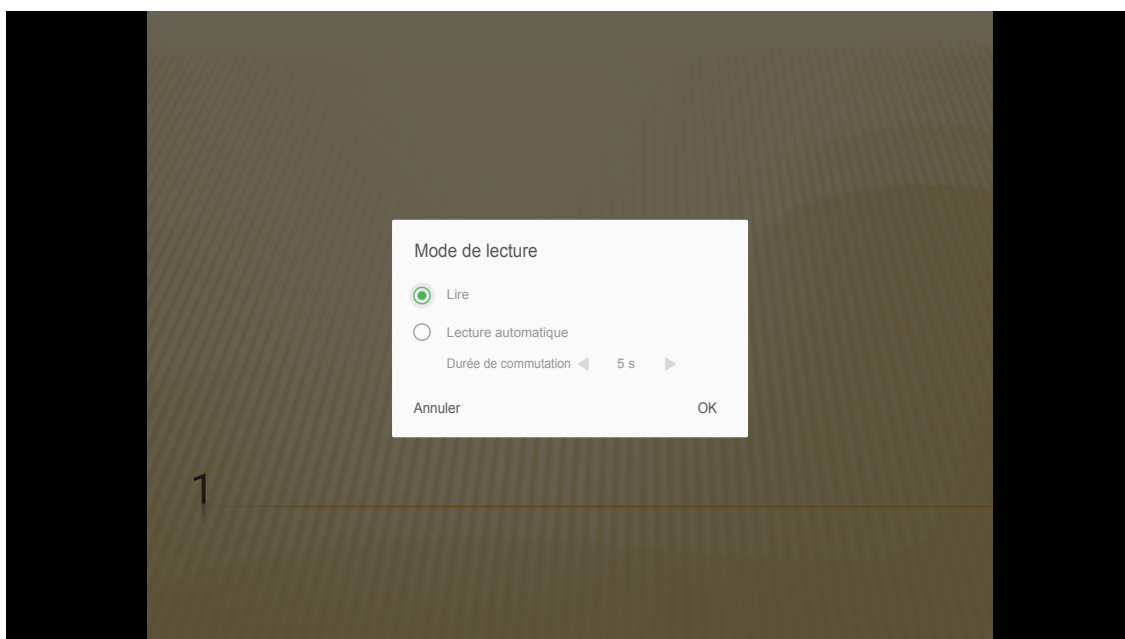 Mode de lecture
Lire
Lecture automatique
Durée de commutation 5 s
Annuler OK
1